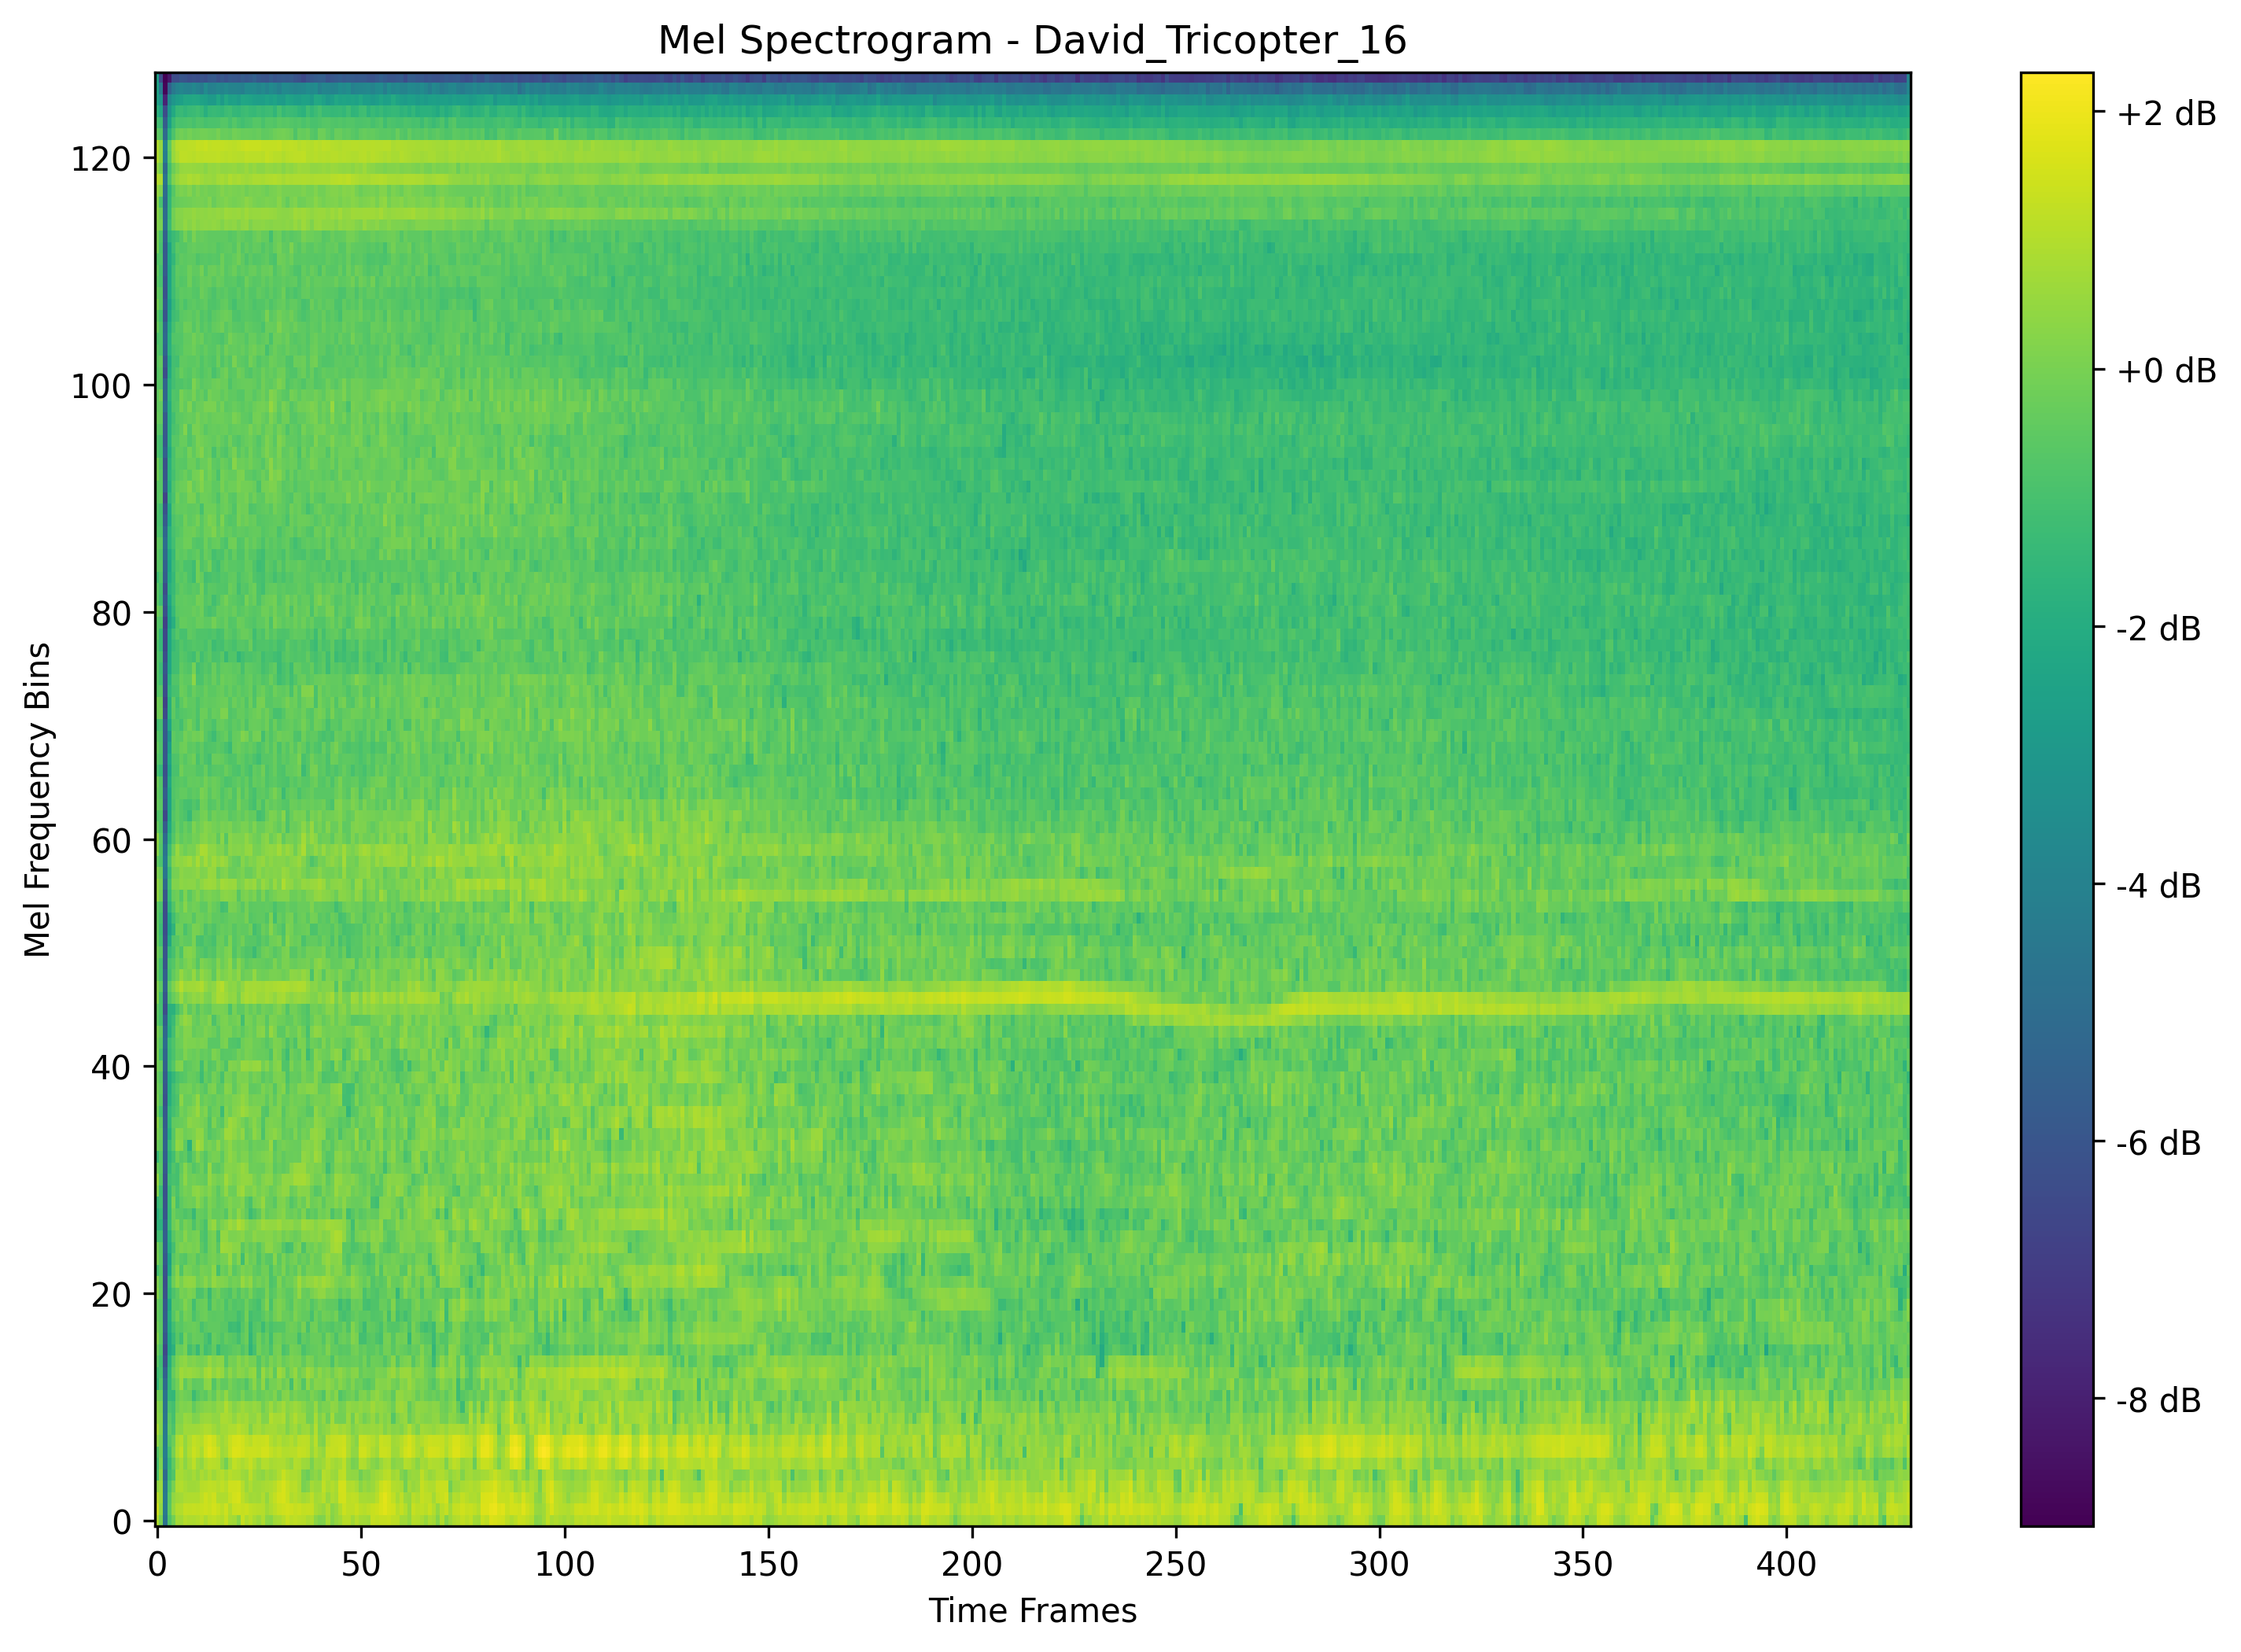 Mel Spectrogram - David_Tricopter_16
Mel Frequency Bins
120
100
80
60
40
20
0
0 50 100 150 200 250 300 350 400
Time Frames
+2 dB
+0 dB
-2 dB
-4 dB
-6 dB
-8 dB